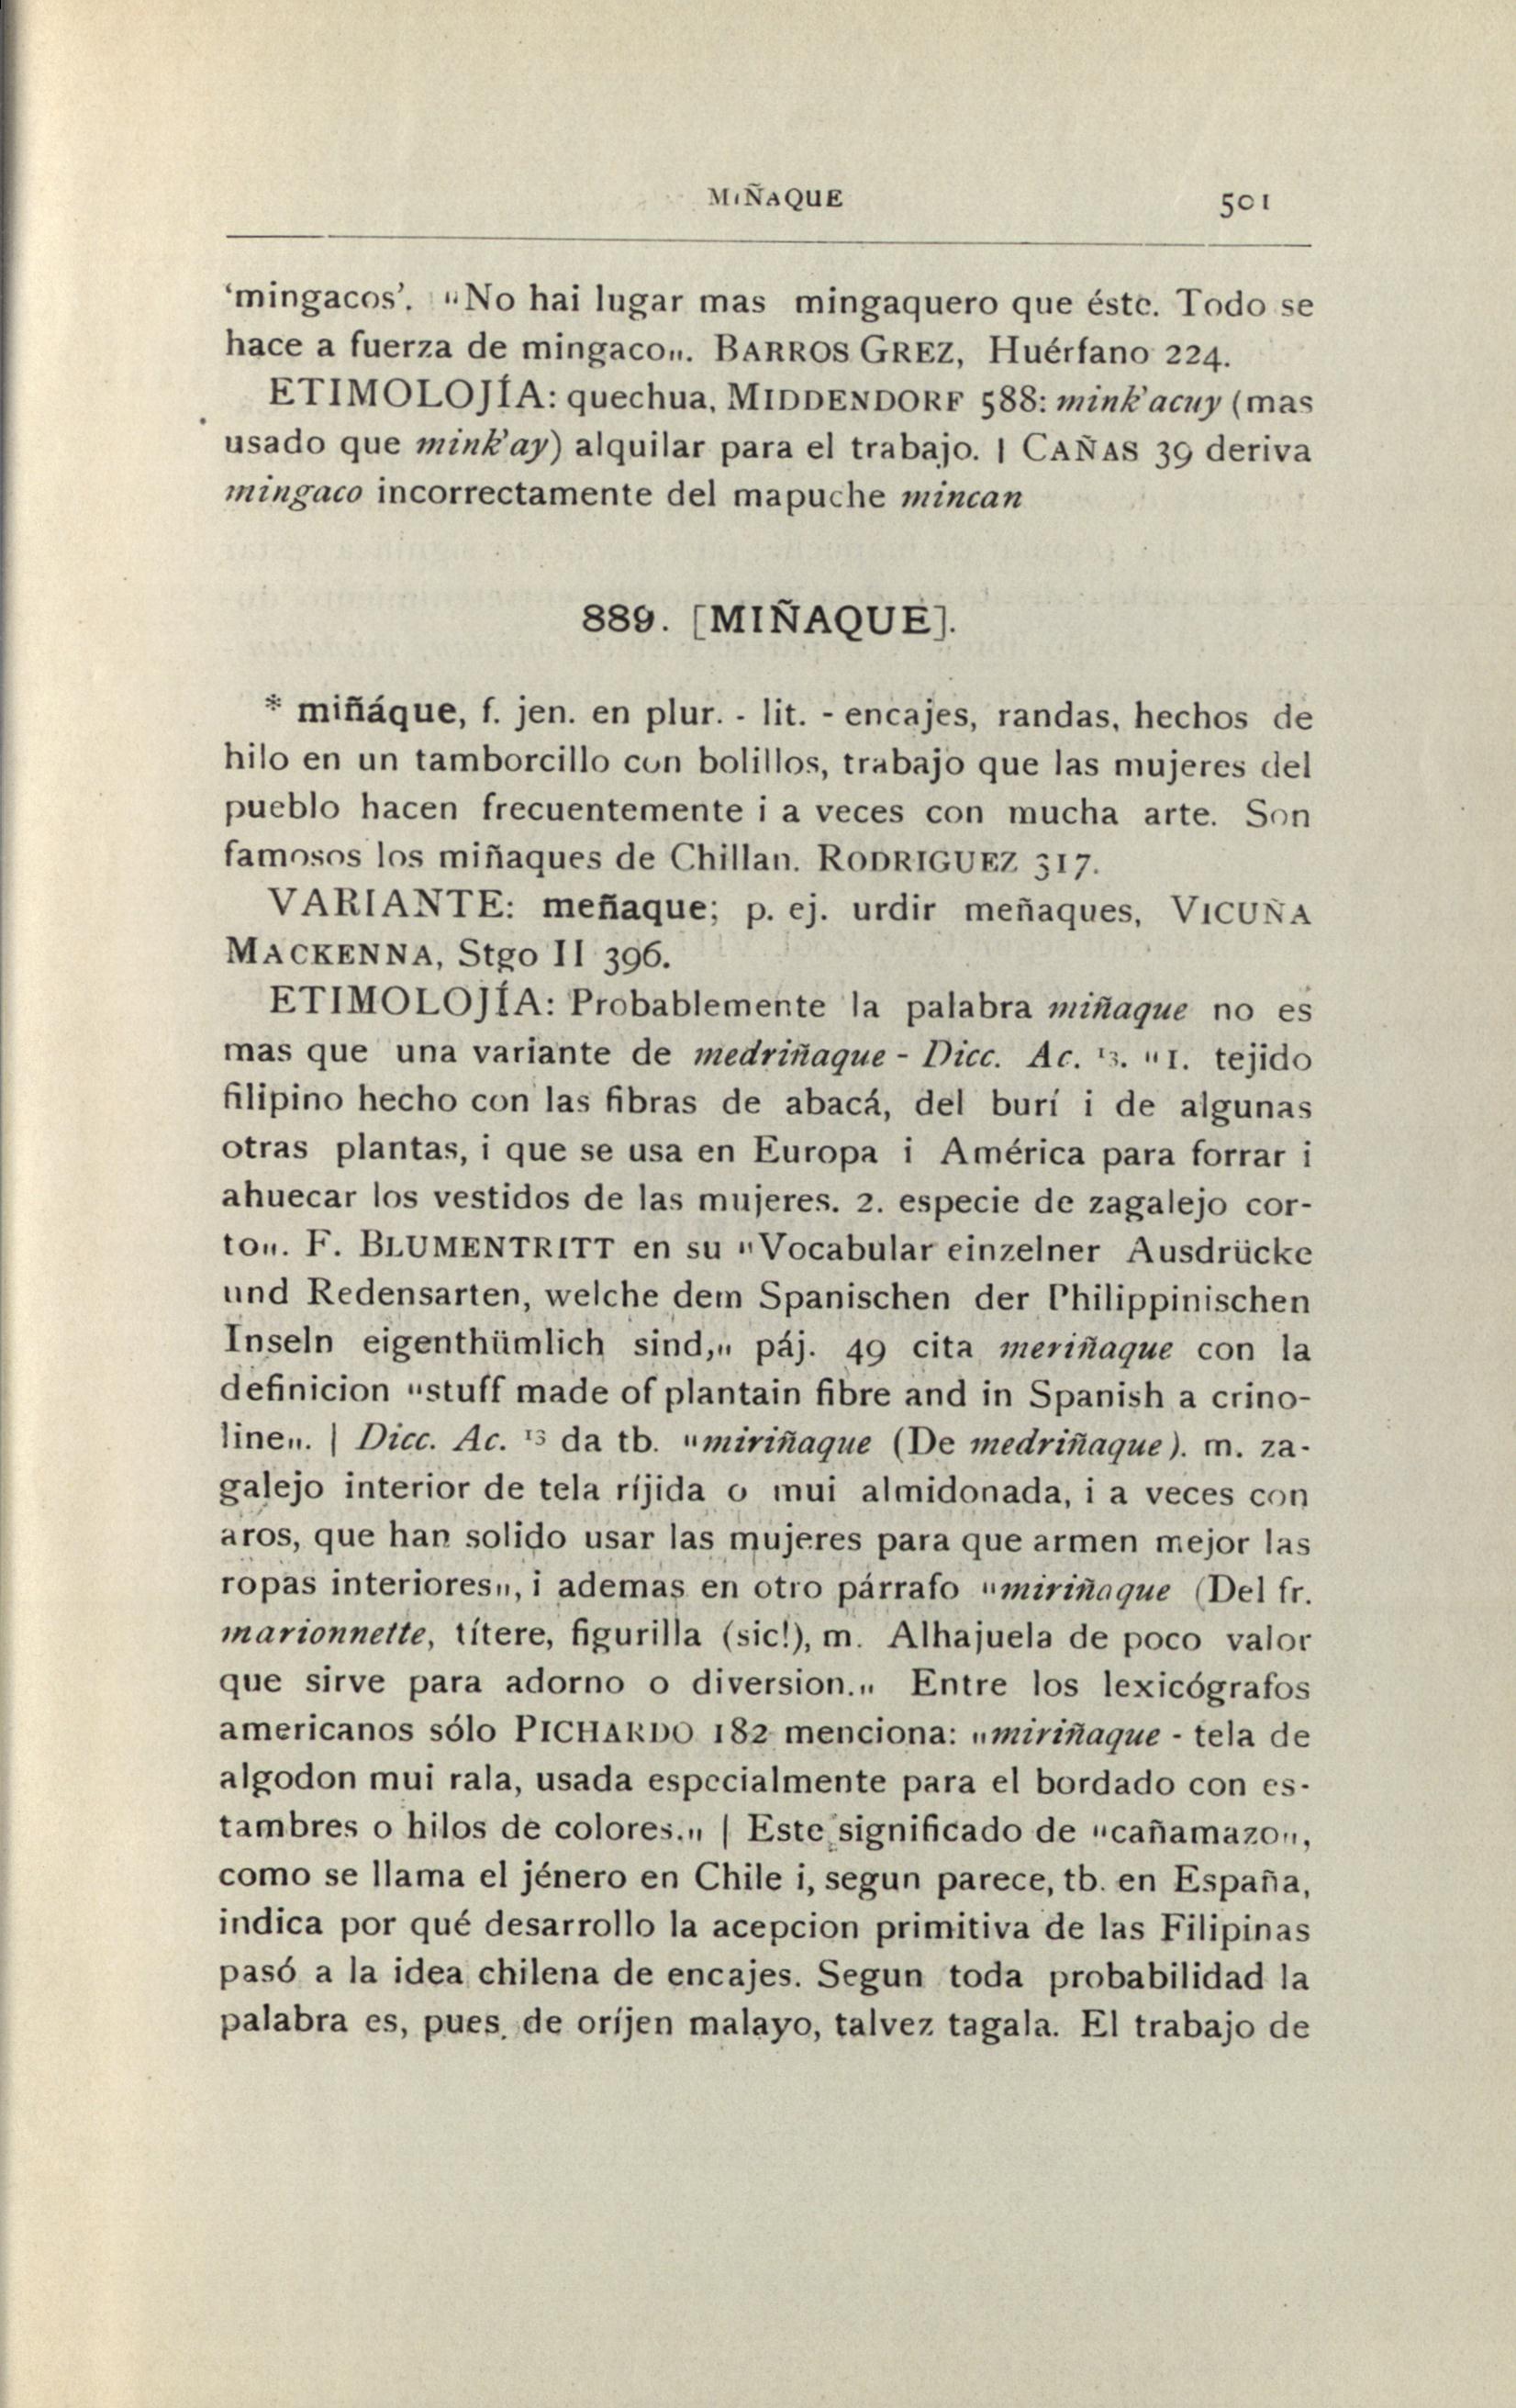 MIÑAQUE 501
‘mingacos’. "No hai lugar mas mingaquero que éste. Todo se
hace a fuerza de mingaco". BARROS GREZ, Huérfano 224.
ETIMOLOJÍA: quechua, MIDDENDORF 588: mink’acuy (mas
usado que mink’ay) alquilar para el trabajo. | CAÑAS 39 deriva
mingaco incorrectamente del mapuche mincan
889. [MIÑAQUE].
* miñáque, f. jen. en plur. - lit. - encajes, randas, hechos de
hilo en un tamborcillo con bolillos, trabajo que las mujeres del
pueblo hacen frecuentemente i a veces con mucha arte. Son
famosos los miñaques de Chillan. RODRIGUEZ 317.
VARIANTE: meñaque; p. ej. urdir meñaques, VICUÑA
MACKENNA, Stgo II 396.
ETIMOLOJÍA: Probablemente la palabra miñaque no es
mas que una variante de medriñaque - Dicc. Ac. 13. "1. tejido
filipino hecho con las fibras de abacá, del burí i de algunas
otras plantas, i que se usa en Europa i América para forrar i
ahuecar los vestidos de las mujeres. 2. especie de zagalejo cor-
to". F. BLUMENTRITT en su "Vocabular einzelner Ausdrücke
und Redensarten, welche dem Spanischen der Philippinischen
Inseln eigenthümlich sind," páj. 49 cita meriñaque con la
definicion "stuff made of plantain fibre and in Spanish a crino-
line". | Dicc. Ac. 13 da tb. "miriñaque (De medriñaque). m. za-
galejo interior de tela ríjida o mui almidonada, i a veces con
aros, que han solido usar las mujeres para que armen mejor las
ropas interiores", i ademas en otro párrafo "miriñaque (Del fr.
marionnette, títere, figurilla (sic!), m. Alhajuela de poco valor
que sirve para adorno o diversion." Entre los lexicógrafos
americanos sólo PICHARDO 182 menciona: "miriñaque - tela de
algodon mui rala, usada especialmente para el bordado con es-
tambres o hilos de colores." | Este significado de "cañamazo",
como se llama el jénero en Chile i, segun parece, tb. en España,
indica por qué desarrollo la acepcion primitiva de las Filipinas
pasó a la idea chilena de encajes. Segun toda probabilidad la
palabra es, pues, de oríjen malayo, talvez tagala. El trabajo de